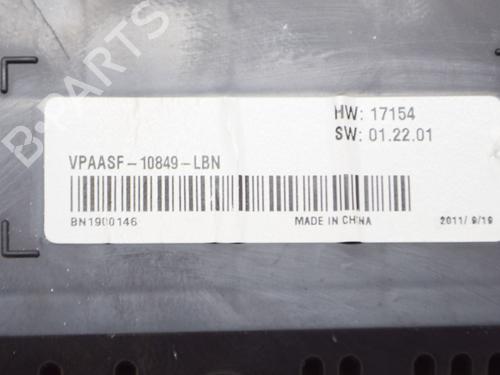 B-PARTS
HW: 17154
SW: 01.22.01
VPAASF-10849-LBN
BN1900146
MADE IN CHINA
2011/ 9/19